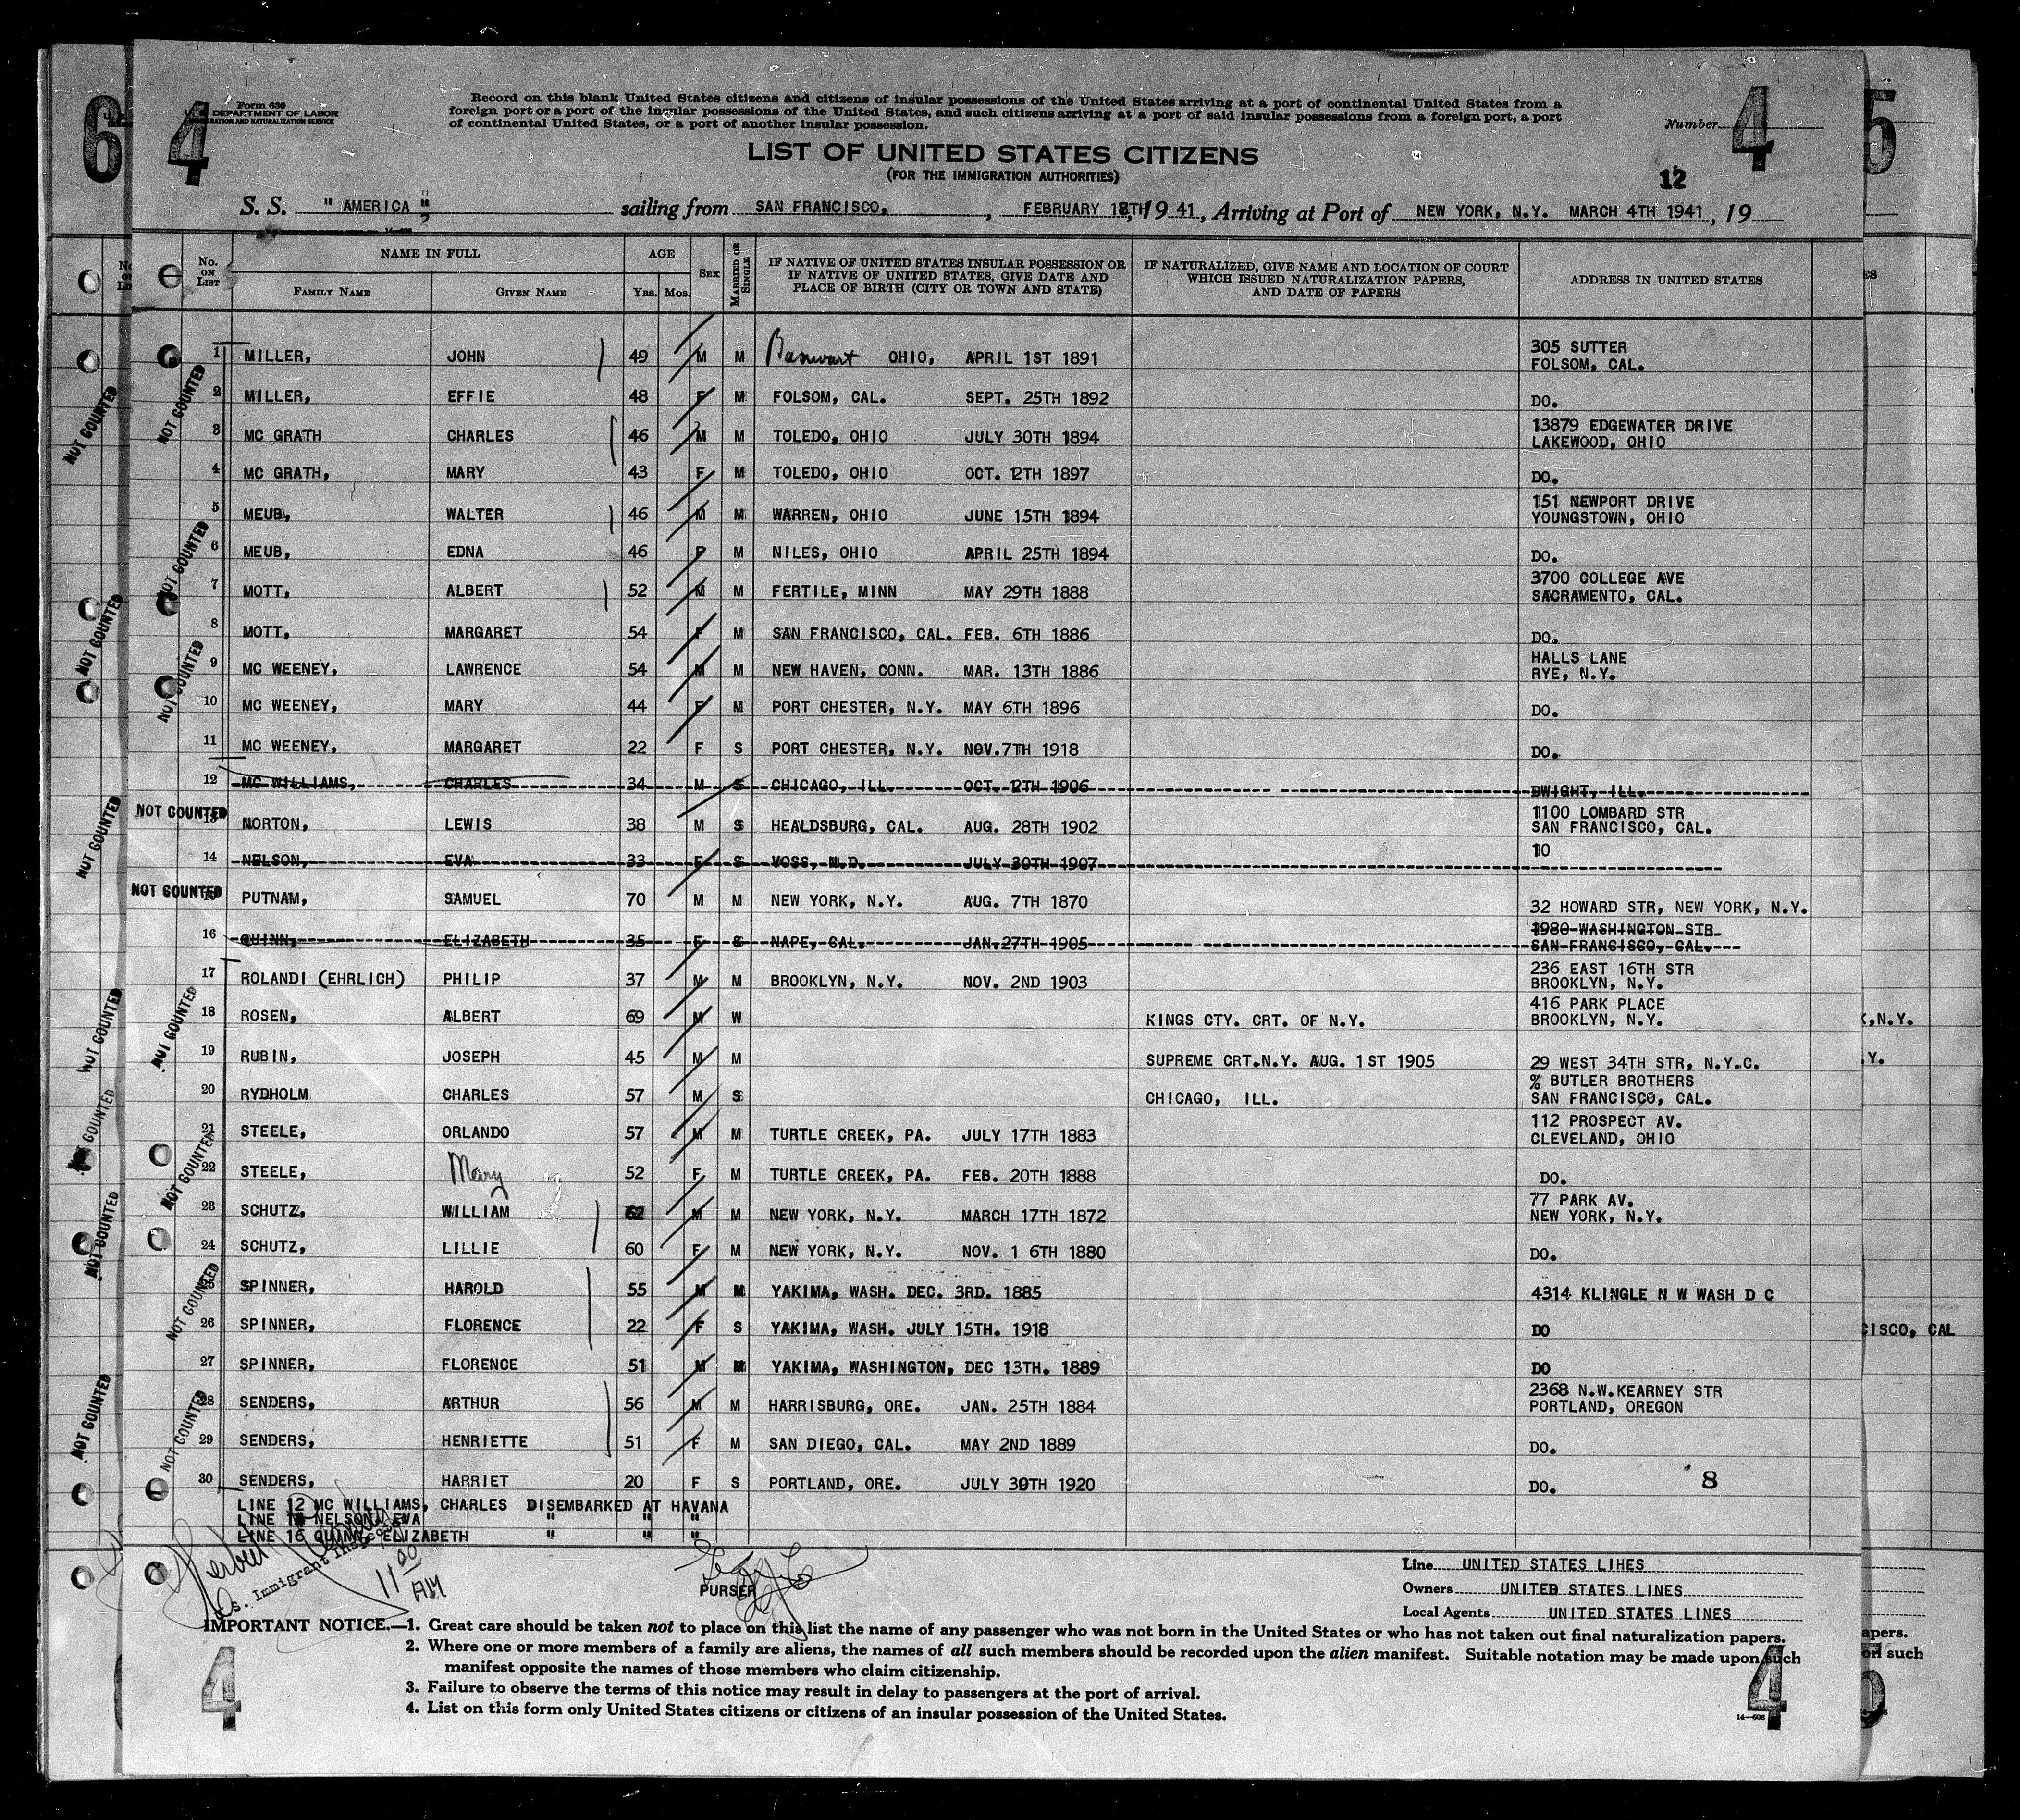 6 4 Form 630 4 5
U. S. DEPARTMENT OF LABOR
IMMIGRATION AND NATURALIZATION SERVICE
Record on this blank United States citizens and citizens of insular possessions of the United States arriving at a port of continental United States from a
foreign port or a port of the insular possessions of the United States, and such citizens arriving at a port of said insular possessions from a foreign port, a port
of continental United States, or a port of another insular possession.
Number
LIST OF UNITED STATES CITIZENS
(FOR THE IMMIGRATION AUTHORITIES)
12
S. S. " AMERICA " sailing from SAN FRANCISCO, , FEBRUARY 18TH, 19 41, Arriving at Port of NEW YORK, N.Y. MARCH 4TH 1941 , 19
2
14-608
No. ON LIST NAME IN FULL AGE SEX MARRIED OR SINGLE IF NATIVE OF UNITED STATES INSULAR POSSESSION OR IF NATIVE OF UNITED STATES, GIVE DATE AND PLACE OF BIRTH (CITY OR TOWN AND STATE) IF NATURALIZED, GIVE NAME AND LOCATION OF COURT WHICH ISSUED NATURALIZATION PAPERS, AND DATE OF PAPERS ADDRESS IN UNITED STATES
FAMILY NAME GIVEN NAME YRS. MOS.
1 MILLER, JOHN 49 M M OHIO, APRIL 1ST 1891 305 SUTTER FOLSOM, CAL.
2 MILLER, EFFIE 48 F M FOLSOM, CAL. SEPT. 25TH 1892 DO.
3 MC GRATH CHARLES 46 M M TOLEDO, OHIO JULY 30TH 1894 13879 EDGEWATER DRIVE LAKEWOOD, OHIO
4 MC GRATH, MARY 43 F M TOLEDO, OHIO OCT. 12TH 1897 DO.
5 MEUB, WALTER 46 M M WARREN, OHIO JUNE 15TH 1894 151 NEWPORT DRIVE YOUNGSTOWN, OHIO
6 MEUB, EDNA 46 F M NILES, OHIO APRIL 25TH 1894 DO.
7 MOTT, ALBERT 52 M M FERTILE, MINN MAY 29TH 1888 3700 COLLEGE AVE SACRAMENTO, CAL.
8 MOTT, MARGARET 54 F M SAN FRANCISCO, CAL. FEB. 6TH 1886 DO.
9 MC WEENEY, LAWRENCE 54 M M NEW HAVEN, CONN. MAR. 13TH 1886 HALLS LANE RYE, N.Y.
10 MC WEENEY, MARY 44 F M PORT CHESTER, N.Y. MAY 6TH 1896 DO.
11 MC WEENEY, MARGARET 22 F S PORT CHESTER, N.Y. NOV.7TH 1918 DO.
12 MC WILLIAMS, CHARLES 34 M S CHICAGO, ILL. OCT. 12TH 1906 DWIGHT, ILL.
NOT COUNTED 13 NORTON, LEWIS 38 M S HEALDSBURG, CAL. AUG. 28TH 1902 1100 LOMBARD STR SAN FRANCISCO, CAL.
14 NELSON, EVA 33 F S VOSS, N.D. JULY 30TH 1907 10
NOT COUNTED 15 PUTNAM, SAMUEL 70 M M NEW YORK, N.Y. AUG. 7TH 1870 32 HOWARD STR, NEW YORK, N.Y.
16 QUINN, ELIZABETH 35 F S NAPE, CAL. JAN.27TH 1905 1980 WASHINGTON STR SAN FRANCISCO, CAL.
17 ROLANDI (EHRLICH) PHILIP 37 M M BROOKLYN, N.Y. NOV. 2ND 1903 236 EAST 16TH STR BROOKLYN, N.Y.
18 ROSEN, ALBERT 69 M W KINGS CTY. CRT. OF N.Y. 416 PARK PLACE BROOKLYN, N.Y.
19 RUBIN, JOSEPH 45 M M SUPREME CRT.N.Y. AUG. 1ST 1905 29 WEST 34TH STR, N.Y.C.
20 RYDHOLM CHARLES 57 M S CHICAGO, ILL. % BUTLER BROTHERS SAN FRANCISCO, CAL.
21 STEELE, ORLANDO 57 M M TURTLE CREEK, PA. JULY 17TH 1883 112 PROSPECT AV. CLEVELAND, OHIO
22 STEELE, Mary 52 F M TURTLE CREEK, PA. FEB. 20TH 1888 DO.
23 SCHUTZ, WILLIAM 62 M M NEW YORK, N.Y. MARCH 17TH 1872 77 PARK AV. NEW YORK, N.Y.
24 SCHUTZ, LILLIE 60 F M NEW YORK, N.Y. NOV. 1 6TH 1880 DO.
25 SPINNER, HAROLD 55 M M YAKIMA, WASH. DEC. 3RD. 1885 4314 KLINGLE N W WASH D C
26 SPINNER, FLORENCE 22 F S YAKIMA, WASH. JULY 15TH. 1918 DO
27 SPINNER, FLORENCE 51 M M YAKIMA, WASHINGTON, DEC 13TH. 1889 DO
28 SENDERS, ARTHUR 56 M M HARRISBURG, ORE. JAN. 25TH 1884 2368 N.W.KEARNEY STR PORTLAND, OREGON
29 SENDERS, HENRIETTE 51 F M SAN DIEGO, CAL. MAY 2ND 1889 DO.
30 SENDERS, HARRIET 20 F S PORTLAND, ORE. JULY 30TH 1920 DO. 8
LINE 12 MC WILLIAMS, CHARLES DISEMBARKED AT HAVANA
LINE 14 NELSON, EVA " " "
LINE 16 QUINN, ELIZABETH " " "
U.S. Immigrant Inspector
11 00 AM
PURSER
Line UNITED STATES LIHES
Owners UNITED STATES LINES
Local Agents UNITED STATES LINES
IMPORTANT NOTICE.—1. Great care should be taken not to place on this list the name of any passenger who was not born in the United States or who has not taken out final naturalization papers.
2. Where one or more members of a family are aliens, the names of all such members should be recorded upon the alien manifest. Suitable notation may be made upon such
manifest opposite the names of those members who claim citizenship.
3. Failure to observe the terms of this notice may result in delay to passengers at the port of arrival.
4. List on this form only United States citizens or citizens of an insular possession of the United States.
4 14-608 4